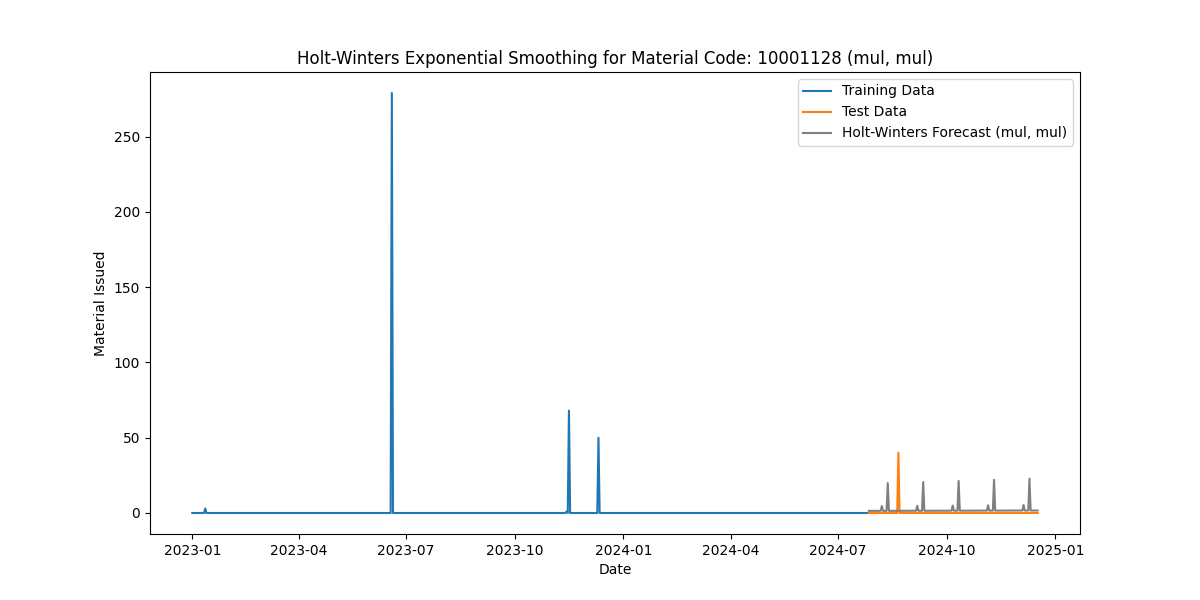 Holt-Winters Exponential Smoothing for Material Code: 10001128 (mul, mul)
Training Data
Test Data
Holt-Winters Forecast (mul, mul)
Material Issued
250
200
150
100
50
0
2023-01 2023-04 2023-07 2023-10 2024-01 2024-04 2024-07 2024-10 2025-01
Date